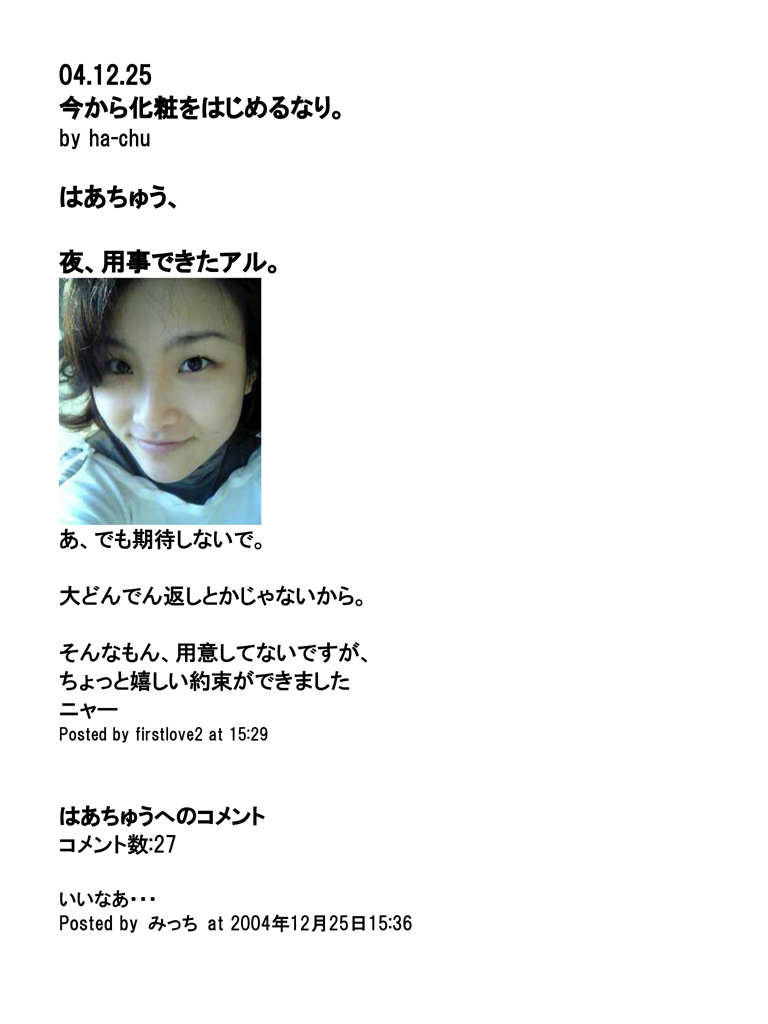 04.12.25
今から化粧をはじめるなり。
by ha-chu
はあちゅう、
夜、用事できたアル。
あ、でも期待しないで。
大どんでん返しとかじゃないから。
そんなもん、用意してないですが、
ちょっと嬉しい約束ができました
ニャー
Posted by firstlove2 at 15:29
はあちゅうへのコメント
コメント数:27
いいなあ・・・
Posted by みっち at 2004年12月25日15:36